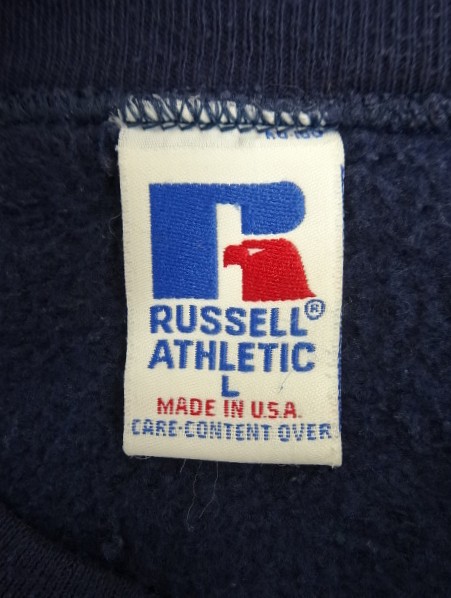 RUSSELL®
ATHLETIC
L
MADE IN U.S.A.
CARE-CONTENT OVER